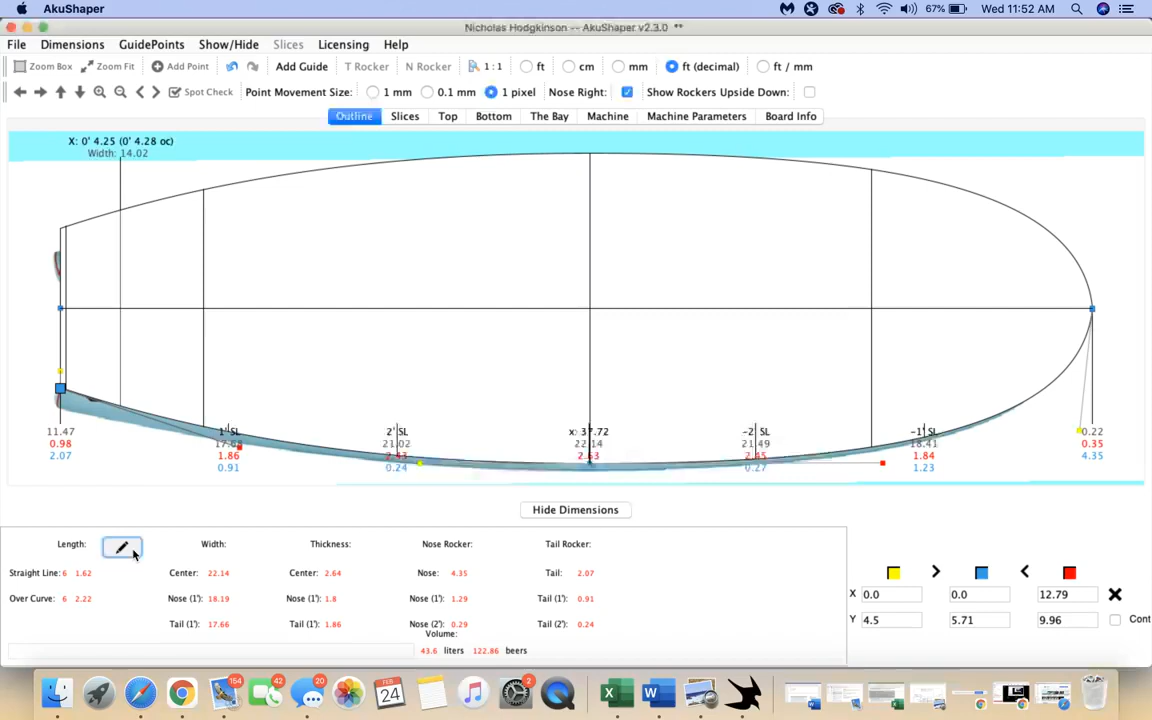 AkuShaper 67% Wed 11:52 AM
Nicholas Hodgkinson -- AkuShaper v2.3.0 **
File Dimensions GuidePoints Show/Hide Slices Licensing Help
Zoom Box Zoom Fit Add Point Add Guide T Rocker N Rocker 1:1 ft cm mm ft (decimal) ft / mm
Spot Check Point Movement Size: 1 mm 0.1 mm 1 pixel Nose Right: Show Rockers Upside Down:
Outline Slices Top Bottom The Bay Machine Machine Parameters Board Info
X: 0' 4.25 (0' 4.28 oc)
Width: 14.02
11.47 1' SL 2' SL x: 37.72 -2' SL -1' SL 0.22
0.98 21.02 22.14 21.49 18.41 0.35
2.07 1.86 2.43 2.63 2.45 1.84 4.35
0.91 0.24 0.27 1.23
Hide Dimensions
Length: Width: Thickness: Nose Rocker: Tail Rocker:
Straight Line: 6 1.62 Center: 22.14 Center: 2.64 Nose: 4.35 Tail: 2.07
X 0.0 0.0 12.79
Over Curve: 6 2.22 Nose (1'): 18.19 Nose (1'): 1.8 Nose (1'): 1.29 Tail (1'): 0.91
Y 4.5 5.71 9.96 Cont
Tail (1'): 17.66 Tail (1'): 1.86 Nose (2'): 0.29 Tail (2'): 0.24
Volume:
43.6 liters 122.86 beers
154 42 20 FEB 24 2